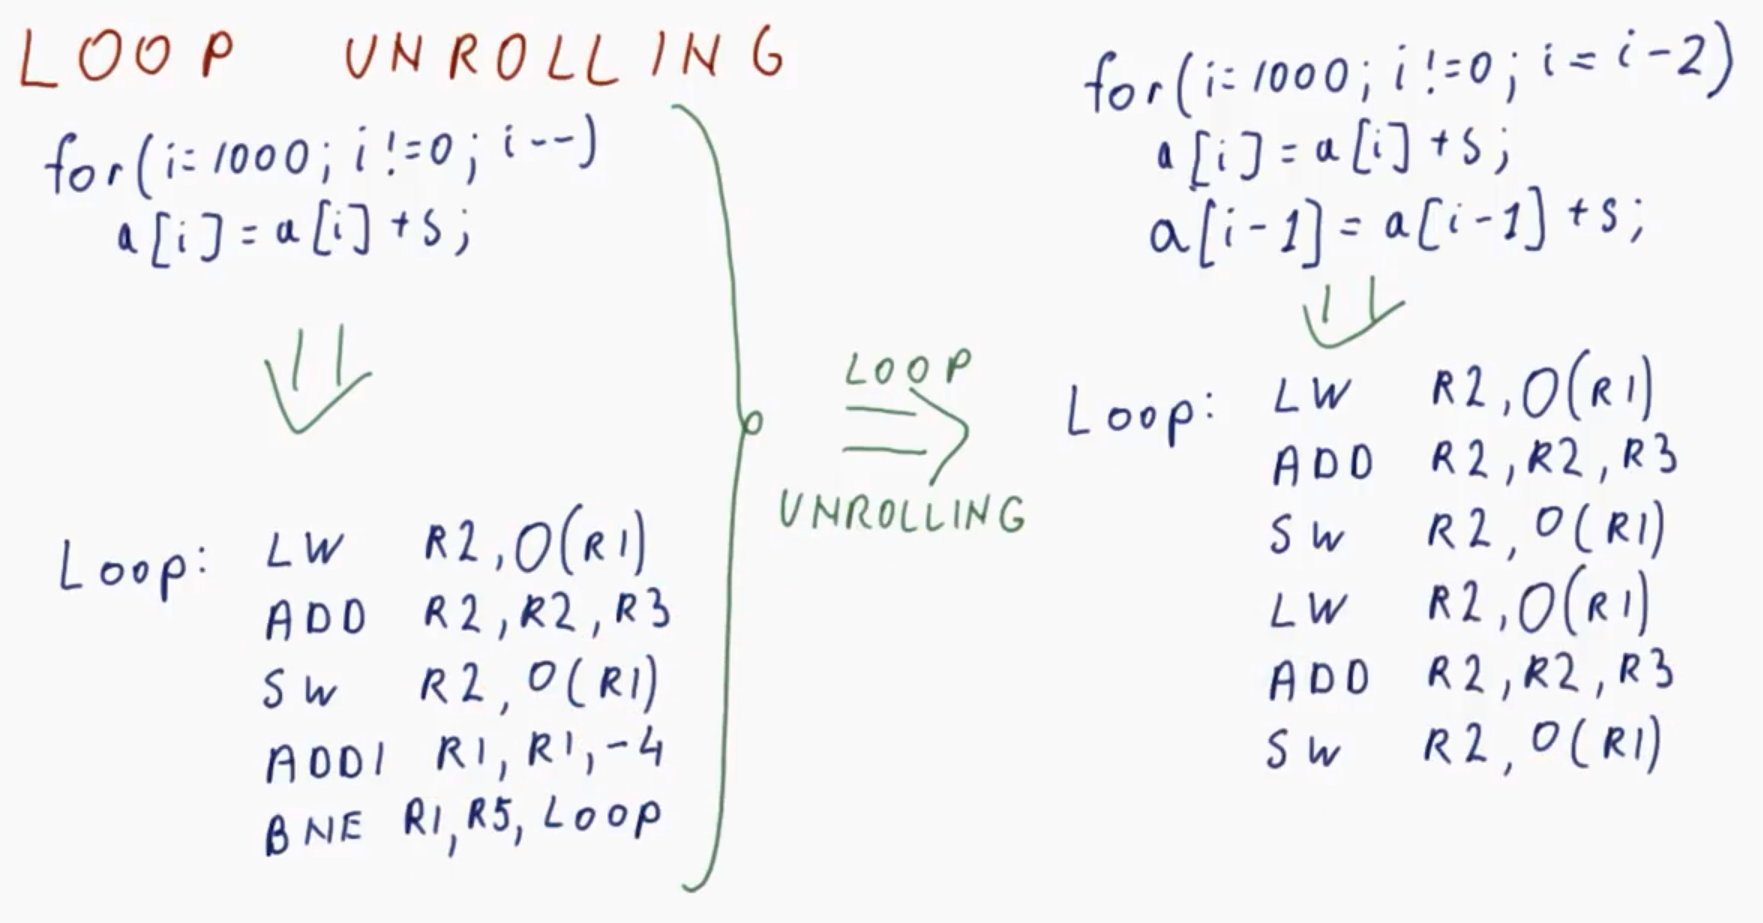 LOOP UNROLLING
for(i=1000; i!=0; i--)
a[i]=a[i]+s;
Loop: LW R2,0(R1)
ADD R2,R2,R3
SW R2,0(R1)
ADDI R1,R1,-4
BNE R1,R5,Loop
LOOP
UNROLLING
for(i=1000; i!=0; i=i-2)
a[i]=a[i]+s;
a[i-1]=a[i-1]+s;
Loop: LW R2,0(R1)
ADD R2,R2,R3
SW R2,0(R1)
LW R2,0(R1)
ADD R2,R2,R3
SW R2,0(R1)